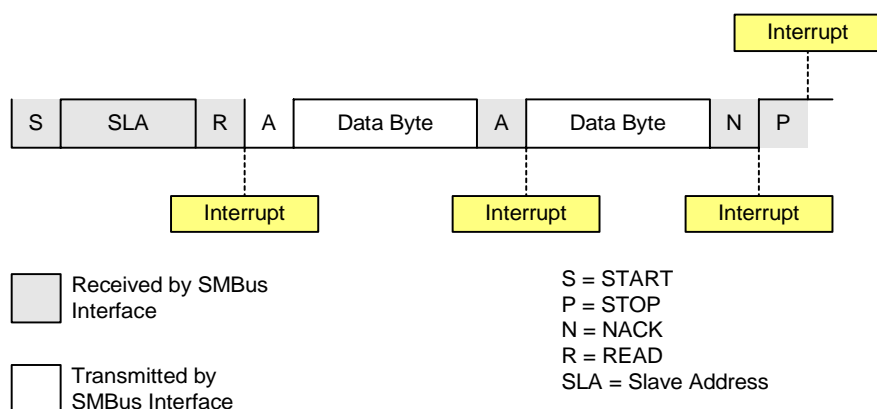 Interrupt
S SLA R A Data Byte A Data Byte N P
Interrupt Interrupt Interrupt
Received by SMBus
Interface
Transmitted by
SMBus Interface
S = START
P = STOP
N = NACK
R = READ
SLA = Slave Address